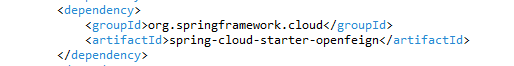 <dependency>
<groupId>org.springframework.cloud</groupId>
<artifactId>spring-cloud-starter-openfeign</artifactId>
</dependency>